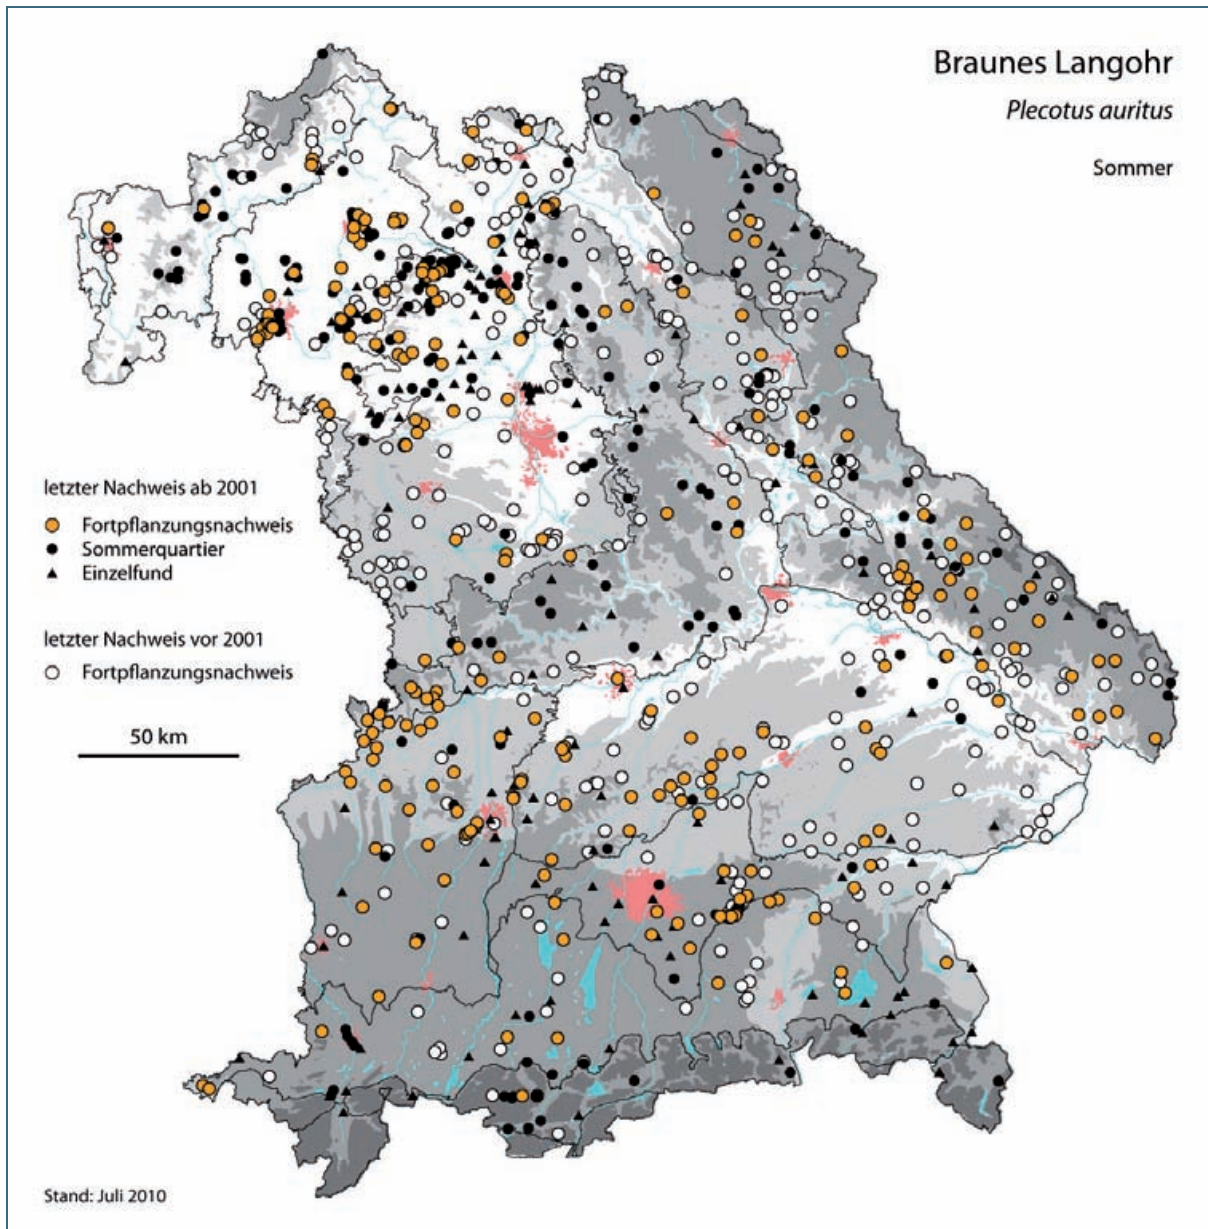 Braunes Langohr
Plecotus auritus
Sommer
letzter Nachweis ab 2001
Fortpflanzungsnachweis
Sommerquartier
Einzelfund
letzter Nachweis vor 2001
Fortpflanzungsnachweis
50 km
Stand: Juli 2010